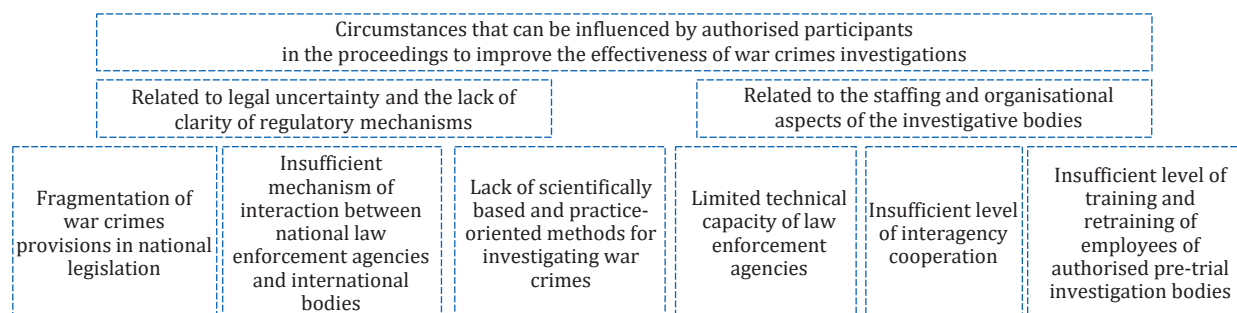 Circumstances that can be influenced by authorised participants
in the proceedings to improve the effectiveness of war crimes investigations
Related to legal uncertainty and the lack of
clarity of regulatory mechanisms
Related to the staffing and organisational
aspects of the investigative bodies
Fragmentation of
war crimes
provisions in national
legislation
Insufficient
mechanism of
interaction between
national law
enforcement agencies
and international
bodies
Lack of scientifically
based and practice-
oriented methods for
investigating war
crimes
Limited technical
capacity of law
enforcement
agencies
Insufficient level
of interagency
cooperation
Insufficient level of
training and
retraining of
employees of
authorised pre-trial
investigation bodies